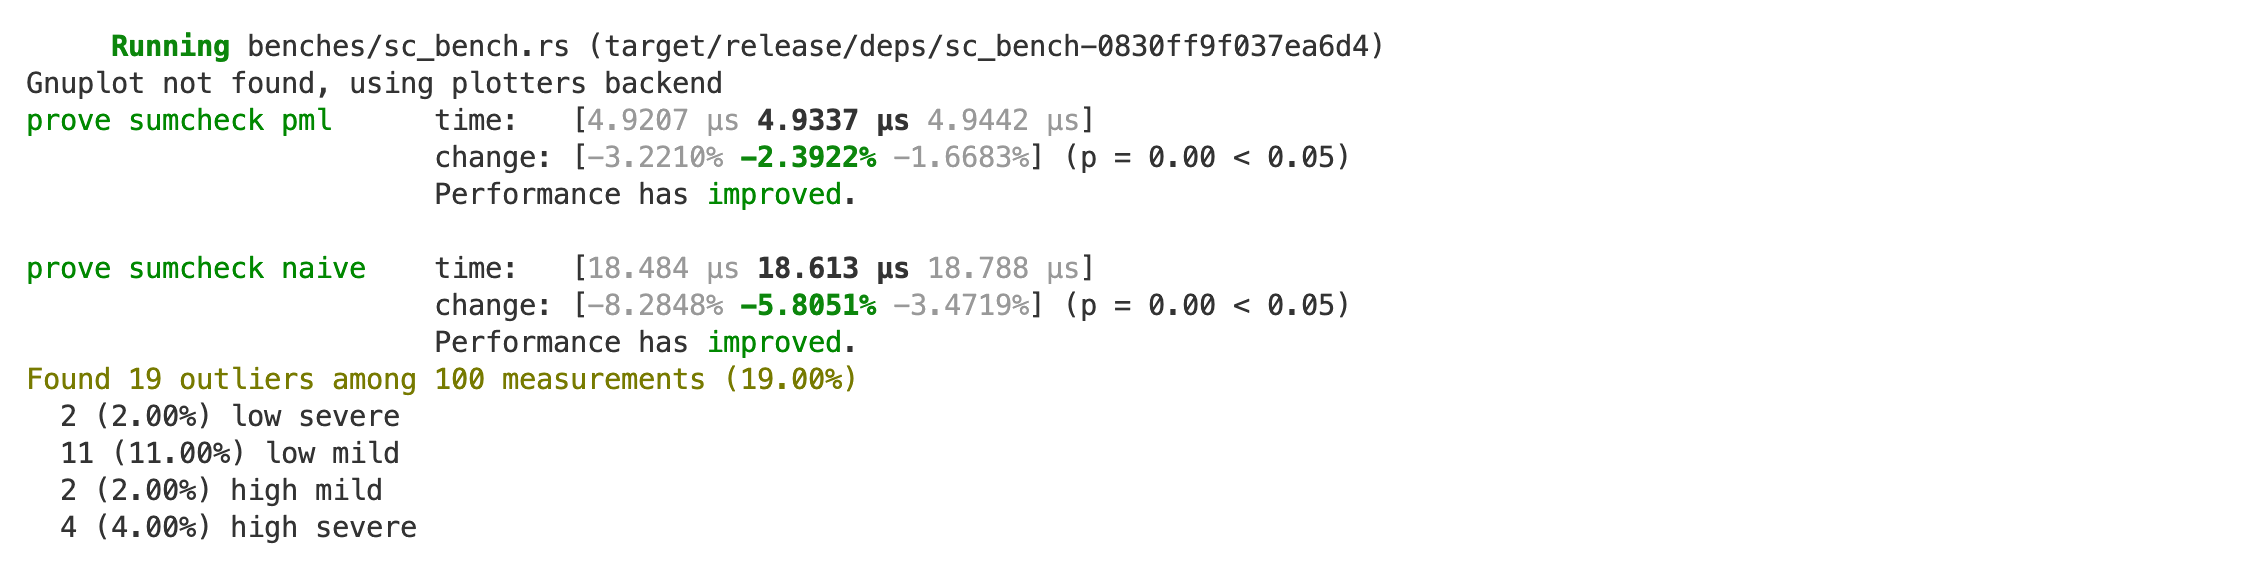 Running benches/sc_bench.rs (target/release/deps/sc_bench-0830ff9f037ea6d4)
Gnuplot not found, using plotters backend
prove sumcheck pml      time:   [4.9207 µs 4.9337 µs 4.9442 µs]
                        change: [-3.2210% -2.3922% -1.6683%] (p = 0.00 < 0.05)
                        Performance has improved.

prove sumcheck naive    time:   [18.484 µs 18.613 µs 18.788 µs]
                        change: [-8.2848% -5.8051% -3.4719%] (p = 0.00 < 0.05)
                        Performance has improved.
Found 19 outliers among 100 measurements (19.00%)
  2 (2.00%) low severe
  11 (11.00%) low mild
  2 (2.00%) high mild
  4 (4.00%) high severe